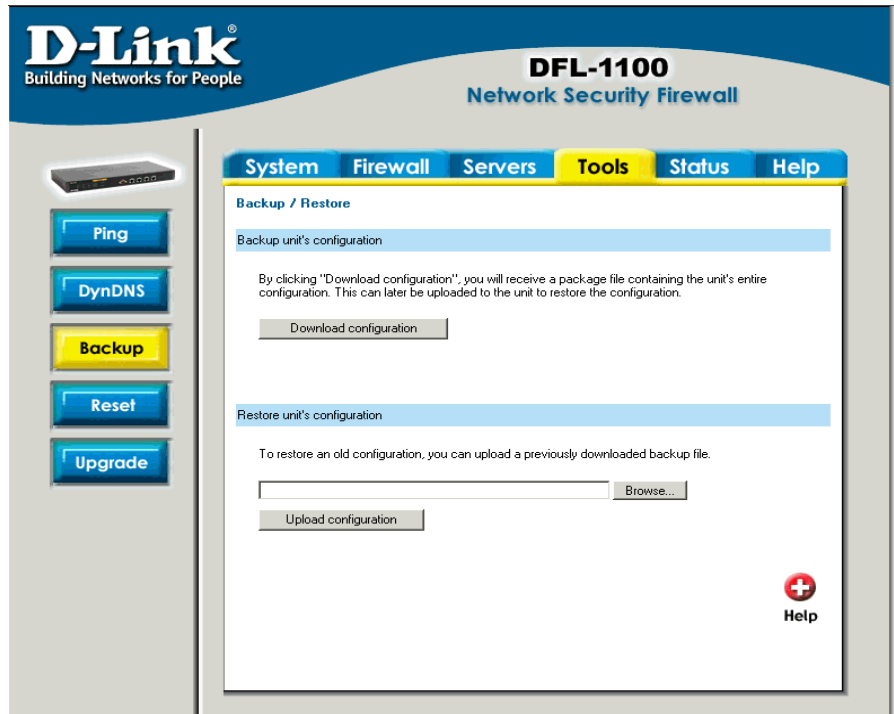 D-Link®
Building Networks for People
DFL-1100
Network Security Firewall
System Firewall Servers Tools Status Help
Ping
DynDNS
Backup
Reset
Upgrade
Backup / Restore
Backup unit's configuration
By clicking "Download configuration", you will receive a package file containing the unit's entire
configuration. This can later be uploaded to the unit to restore the configuration.
Download configuration
Restore unit's configuration
To restore an old configuration, you can upload a previously downloaded backup file.
Browse...
Upload configuration
Help